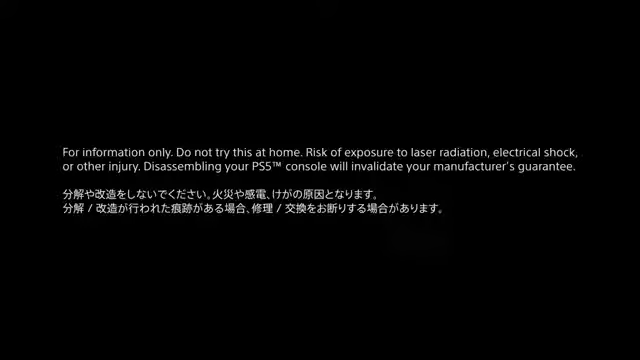 For information only. Do not try this at home. Risk of exposure to laser radiation, electrical shock,
or other injury. Disassembling your PS5™ console will invalidate your manufacturer's guarantee.
分解や改造をしないでください。火災や感電、けがの原因となります。
分解 / 改造が行われた痕跡がある場合、修理 / 交換をお断りする場合があります。